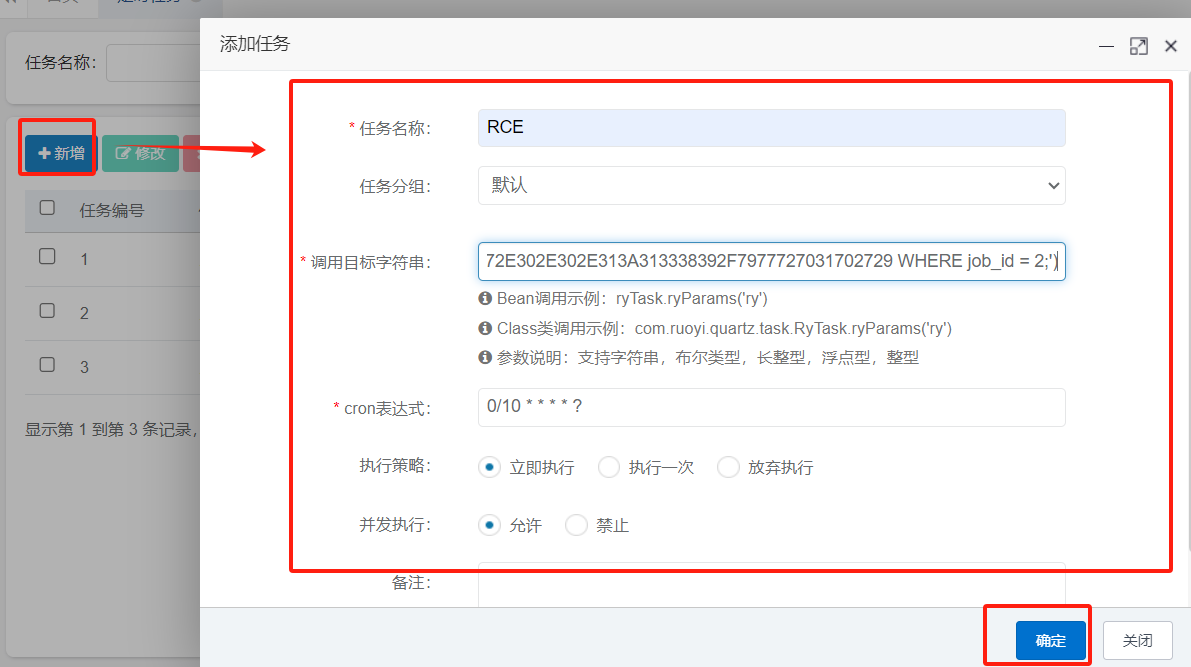 添加任务
任务名称：
新增
修改
任务编号
1
2
3
显示第 1 到第 3 条记录，
* 任务名称： RCE
任务分组： 默认
* 调用目标字符串： 72E302E302E313A313338392F7977727031702729 WHERE job_id = 2;')
Bean调用示例：ryTask.ryParams('ry')
Class类调用示例：com.ruoyi.quartz.task.RyTask.ryParams('ry')
参数说明：支持字符串，布尔类型，长整型，浮点型，整型
* cron表达式： 0/10 * * * * ?
执行策略： 立即执行 执行一次 放弃执行
并发执行： 允许 禁止
备注：
确定 关闭